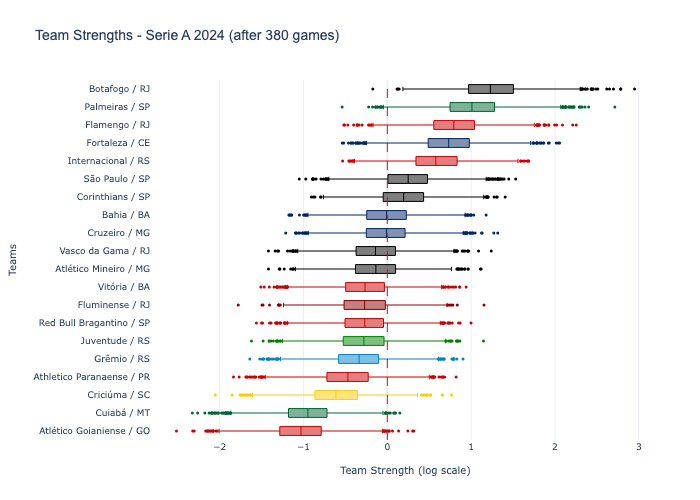 Team Strengths - Serie A 2024 (after 380 games)
Botafogo / RJ
Palmeiras / SP
Flamengo / RJ
Fortaleza / CE
Internacional / RS
São Paulo / SP
Corinthians / SP
Bahia / BA
Cruzeiro / MG
Vasco da Gama / RJ
Atlético Mineiro / MG
Vitória / BA
Fluminense / RJ
Red Bull Bragantino / SP
Juventude / RS
Grêmio / RS
Athletico Paranaense / PR
Criciúma / SC
Cuiabá / MT
Atlético Goianiense / GO
Teams
−2 −1 0 1 2 3
Team Strength (log scale)